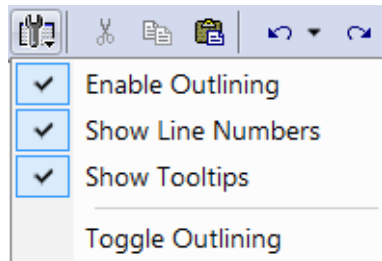 Enable Outlining
Show Line Numbers
Show Tooltips
Toggle Outlining